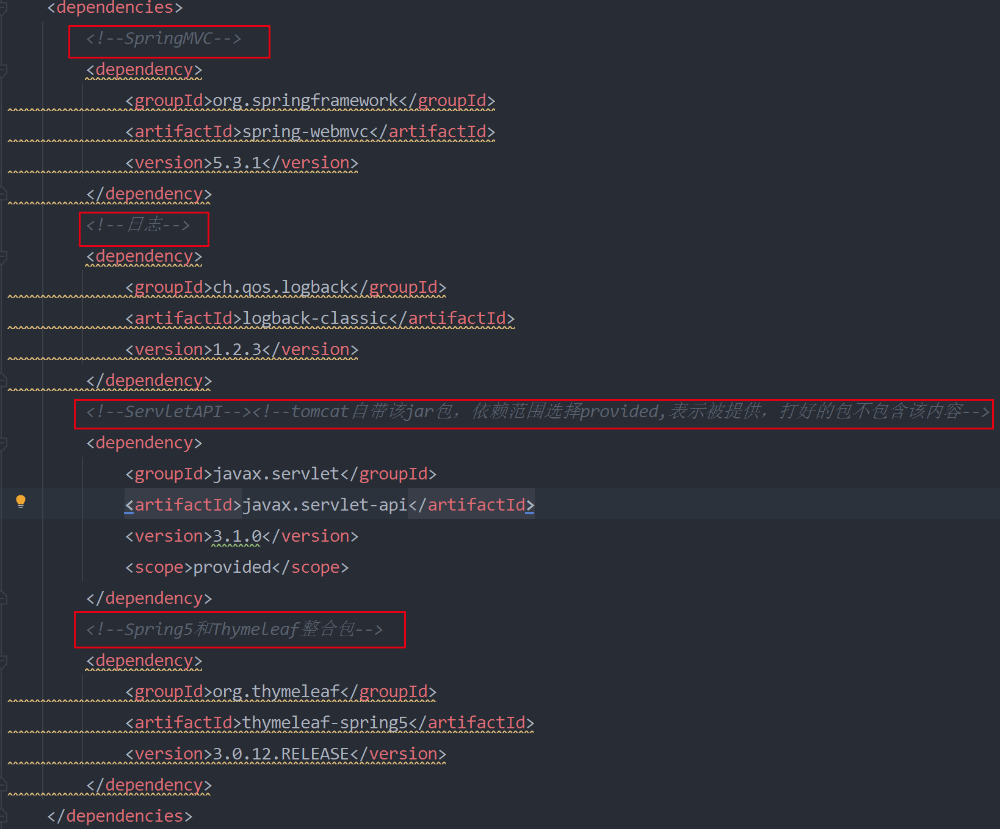 <dependencies>
<!--SpringMVC-->
<dependency>
<groupId>org.springframework</groupId>
<artifactId>spring-webmvc</artifactId>
<version>5.3.1</version>
</dependency>
<!--日志-->
<dependency>
<groupId>ch.qos.logback</groupId>
<artifactId>logback-classic</artifactId>
<version>1.2.3</version>
</dependency>
<!--ServletAPI--><!--tomcat自带该jar包，依赖范围选择provided,表示被提供，打好的包不包含该内容-->
<dependency>
<groupId>javax.servlet</groupId>
<artifactId>javax.servlet-api</artifactId>
<version>3.1.0</version>
<scope>provided</scope>
</dependency>
<!--Spring5和Thymeleaf整合包-->
<dependency>
<groupId>org.thymeleaf</groupId>
<artifactId>thymeleaf-spring5</artifactId>
<version>3.0.12.RELEASE</version>
</dependency>
</dependencies>